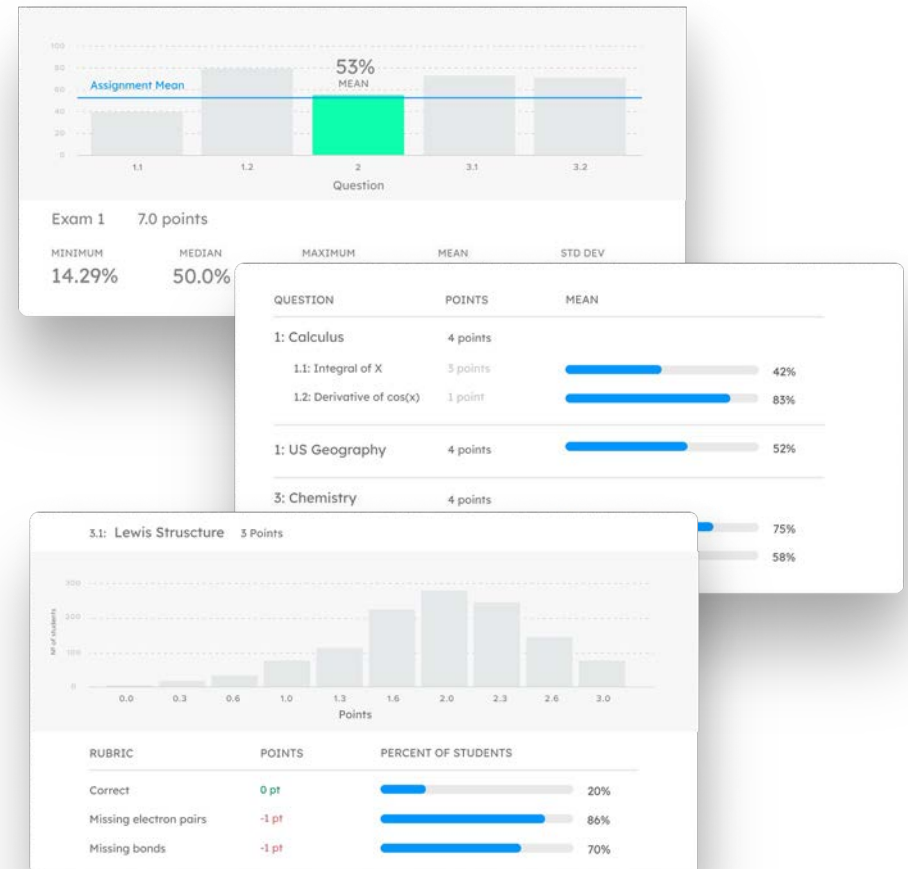 100
80
60
40
20
0
53%
MEAN
Assignment Mean
1.1 1.2 2 3.1 3.2
Question
Exam 1 7.0 points
MINIMUM MEDIAN MAXIMUM MEAN STD DEV
14.29% 50.0%
QUESTION POINTS MEAN
1: Calculus 4 points
1.1: Integral of X 3 points 42%
1.2: Derivative of cos(x) 1 point 83%
1: US Geography 4 points 52%
3: Chemistry 4 points
75%
58%
3.1: Lewis Struscture 3 Points
300
200
100
0
Nº of students
0.0 0.3 0.6 1.0 1.3 1.6 2.0 2.3 2.6 3.0
Points
RUBRIC POINTS PERCENT OF STUDENTS
Correct 0 pt 20%
Missing electron pairs -1 pt 86%
Missing bonds -1 pt 70%